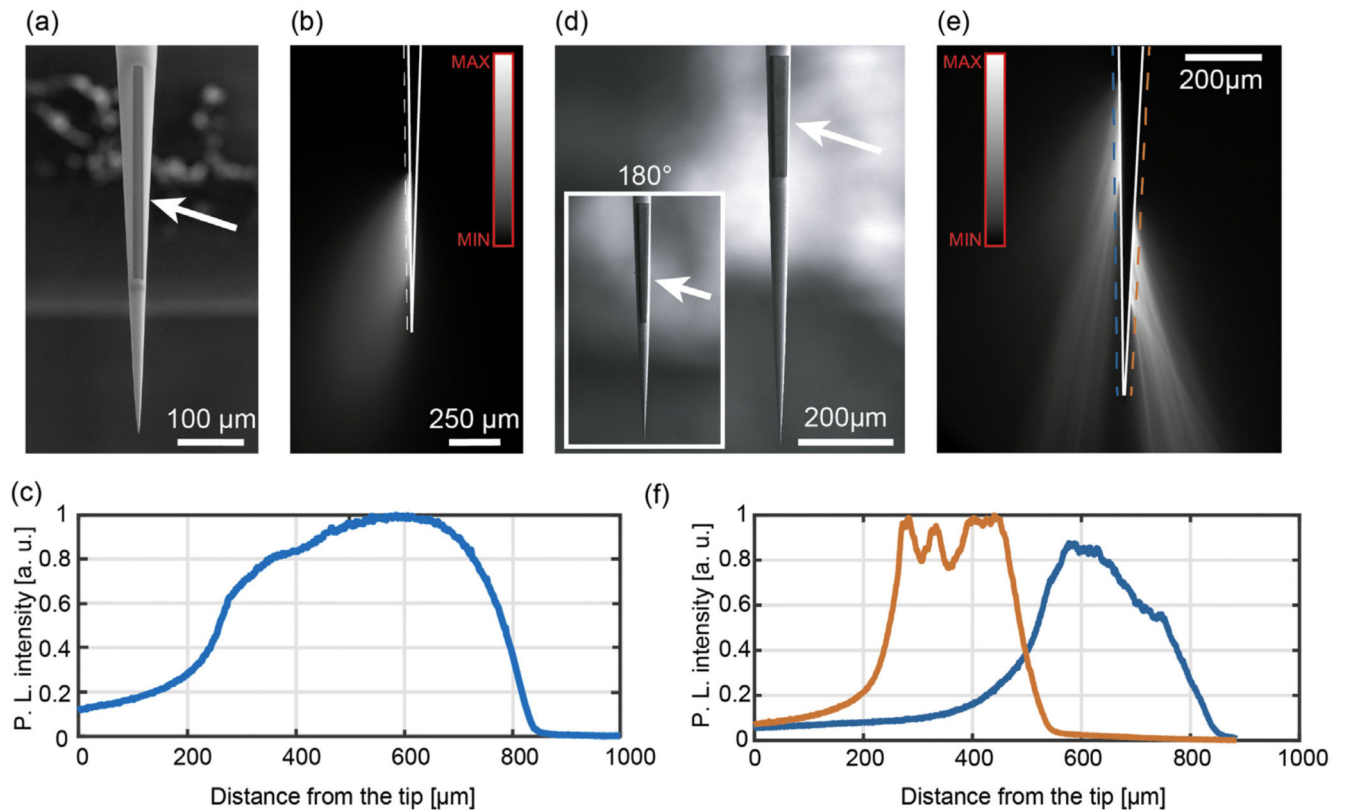 (a)
100 µm
(b)
MAX
MIN
250 µm
(d)
180°
200µm
(e)
MAX
MIN
200µm
(c)
P. L. intensity [a. u.]
1
0.8
0.6
0.4
0.2
0
0 200 400 600 800 1000
Distance from the tip [µm]
(f)
P. L. intensity [a. u.]
1
0.8
0.6
0.4
0.2
0
0 200 400 600 800 1000
Distance from the tip [µm]